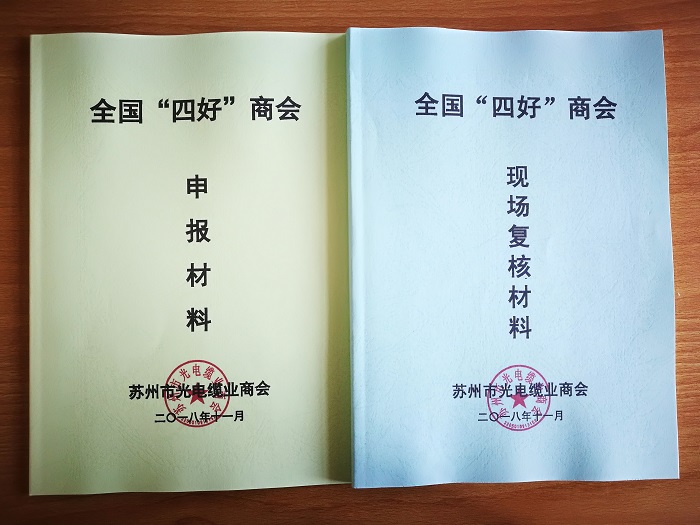 全国“四好”商会
申报材料
苏州市光电缆业商会
二〇一八年十一月
全国“四好”商会
现场复核材料
苏州市光电缆业商会
二〇一八年十一月